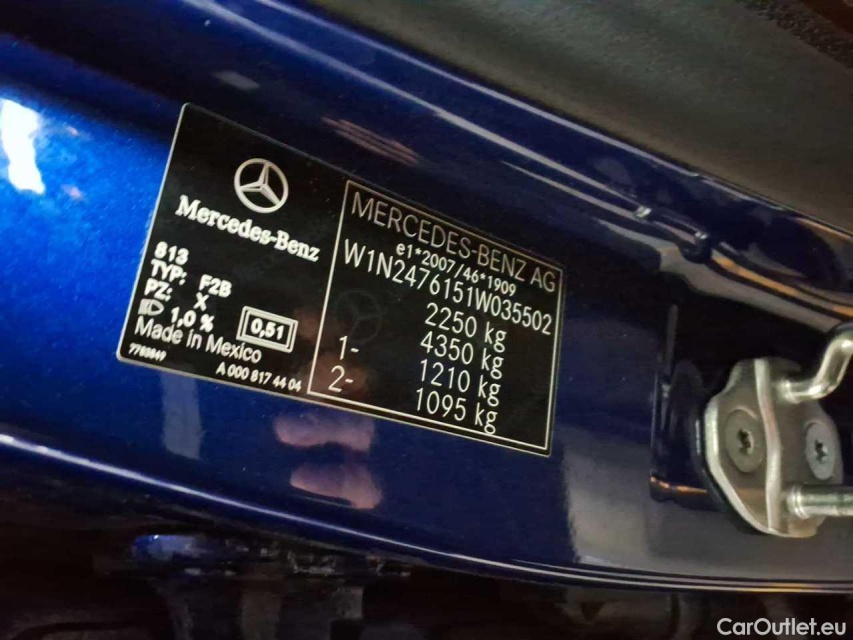 Mercedes-Benz
813
TYP: F2B
PZ: X
1,0 % 0,51
Made in Mexico
7783849
A 000 817 44 04
MERCEDES-BENZ AG
e1*2007/46*1909
W1N2476151W035502
2250 kg
4350 kg
1- 1210 kg
2- 1095 kg
CarOutlet.eu